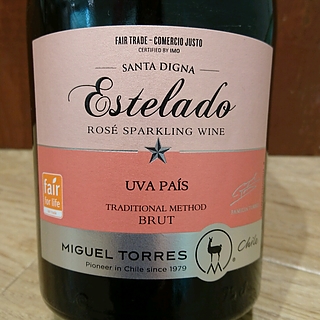 FAIR TRADE - COMERCIO JUSTO
CERTIFIED BY IMO
SANTA DIGNA
Estelado
ROSÉ SPARKLING WINE
UVA PAÍS
fair
for life
TRADITIONAL METHOD
BRUT
MIGUEL TORRES
Chile
Pioneer in Chile since 1979